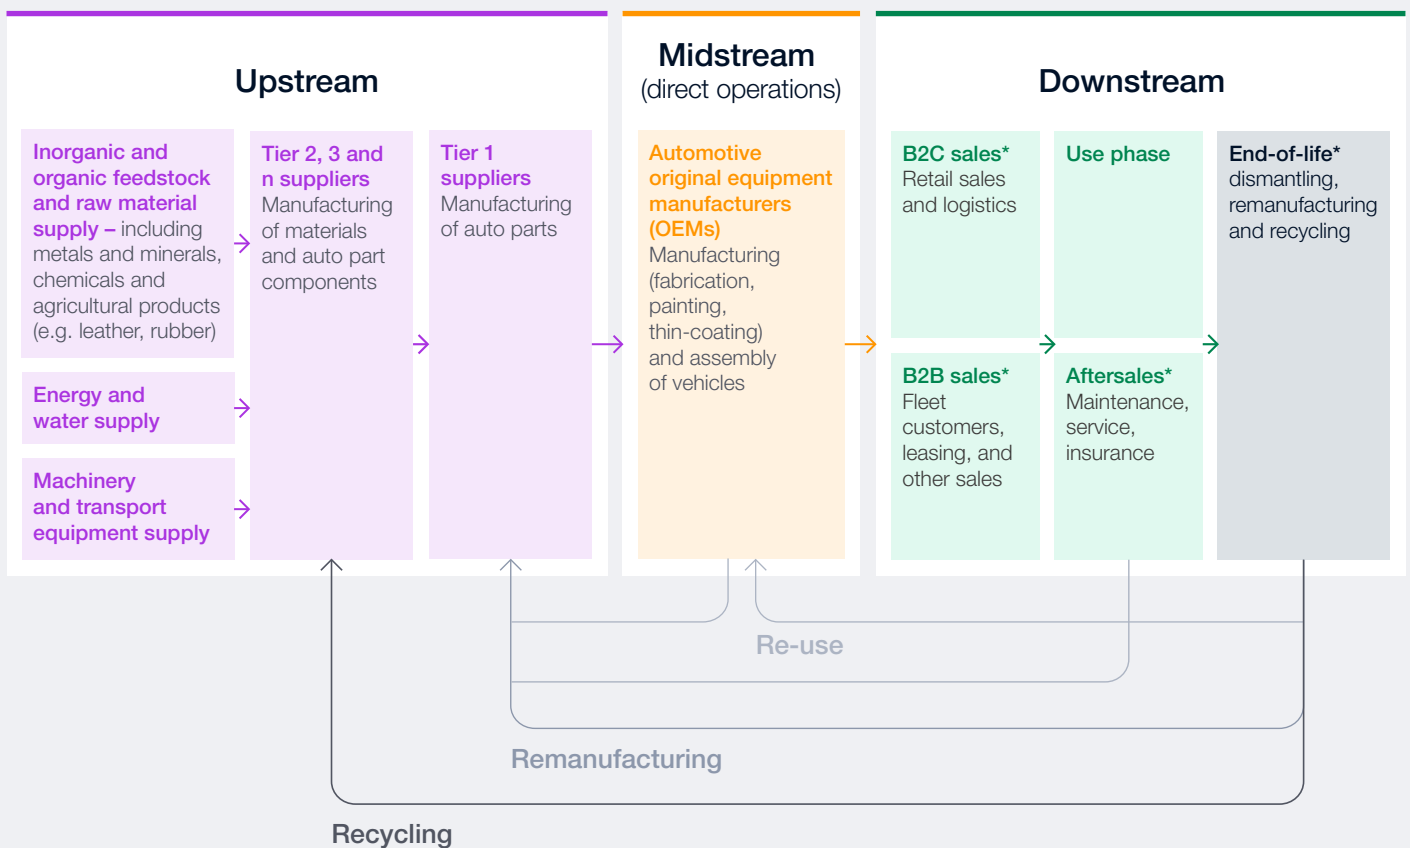 Upstream
Inorganic and
organic feedstock
and raw material
supply – including
metals and minerals,
chemicals and
agricultural products
(e.g. leather, rubber)
Energy and
water supply
Machinery
and transport
equipment supply
Tier 2, 3 and
n suppliers
Manufacturing
of materials
and auto part
components
Tier 1
suppliers
Manufacturing
of auto parts
Midstream
(direct operations)
Automotive
original equipment
manufacturers
(OEMs)
Manufacturing
(fabrication,
painting,
thin-coating)
and assembly
of vehicles
Downstream
B2C sales*
Retail sales
and logistics
B2B sales*
Fleet
customers,
leasing, and
other sales
Use phase
Aftersales*
Maintenance,
service,
insurance
End-of-life*
dismantling,
remanufacturing
and recycling
Re-use
Remanufacturing
Recycling